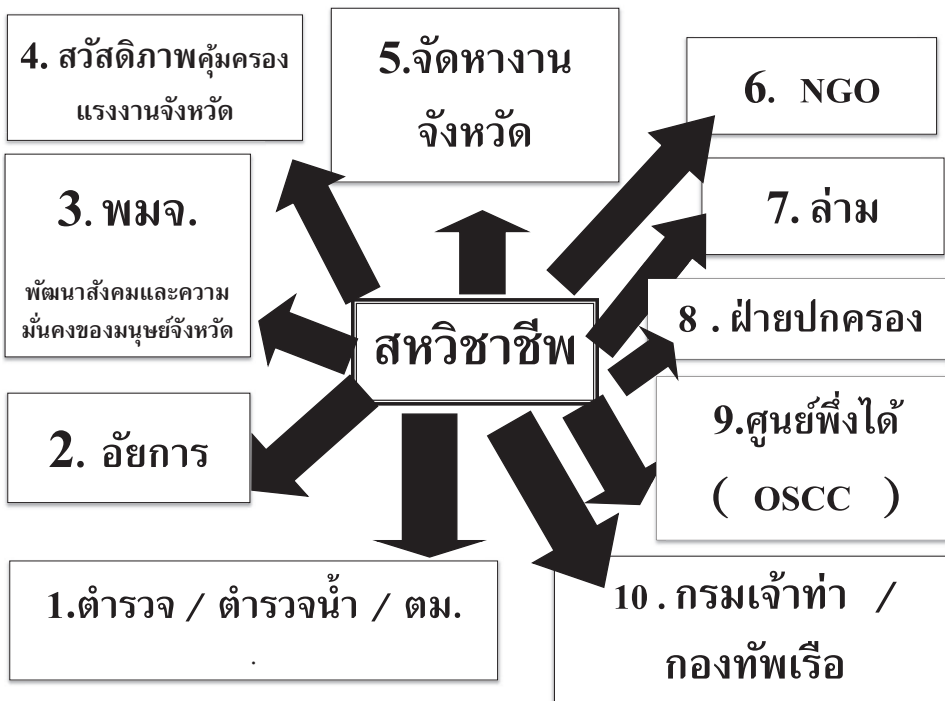 4. สวัสดิภาพคุ้มครอง
แรงงานจังหวัด
5.จัดหางาน
จังหวัด
6. NGO
3. พมจ.
พัฒนาสังคมและความ
มั่นคงของมนุษย์จังหวัด
7. ล่าม
สหวิชาชีพ
8 . ฝ่ายปกครอง
2. อัยการ
9.ศูนย์พึ่งได้
( OSCC )
1.ตำรวจ / ตำรวจน้ำ / ตม.
.
10 . กรมเจ้าท่า /
กองทัพเรือ